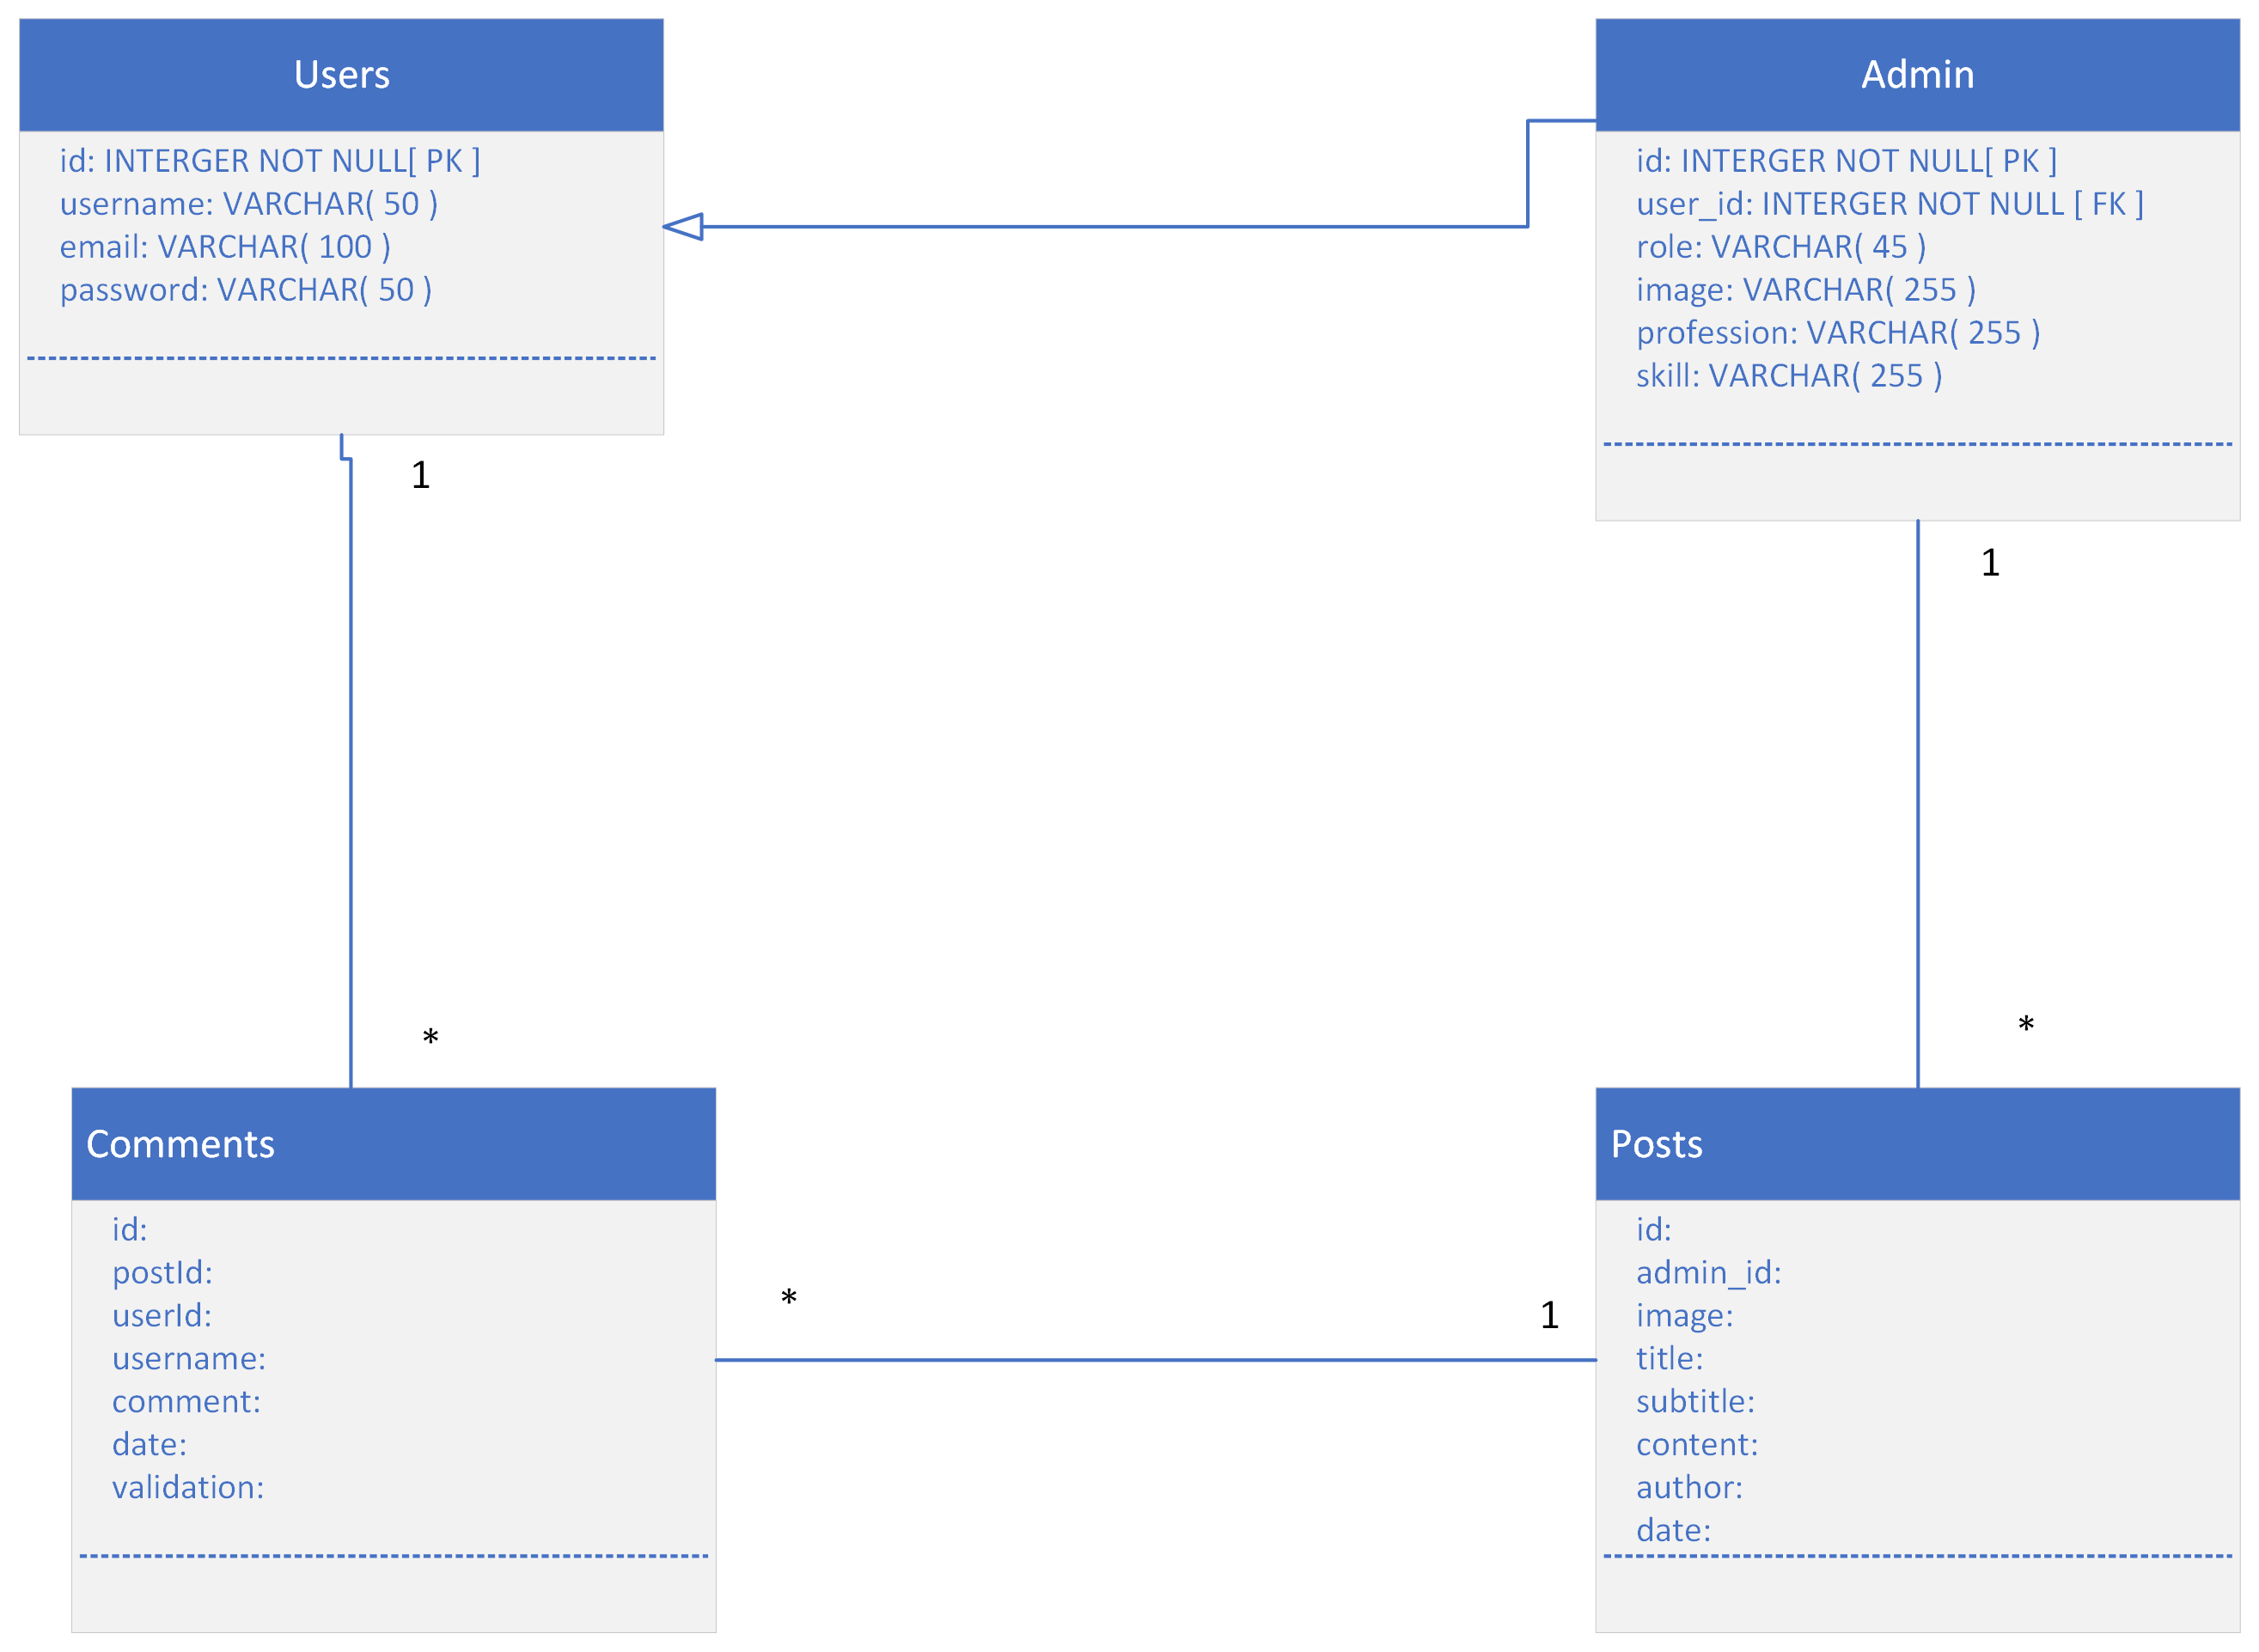 Users
id: INTERGER NOT NULL[ PK ]
username: VARCHAR( 50 )
email: VARCHAR( 100 )
password: VARCHAR( 50 )
Admin
id: INTERGER NOT NULL[ PK ]
user_id: INTERGER NOT NULL [ FK ]
role: VARCHAR( 45 )
image: VARCHAR( 255 )
profession: VARCHAR( 255 )
skill: VARCHAR( 255 )
1
1
*
*
Comments
id:
postId:
userId:
username:
comment:
date:
validation:
*
1
Posts
id:
admin_id:
image:
title:
subtitle:
content:
author:
date: